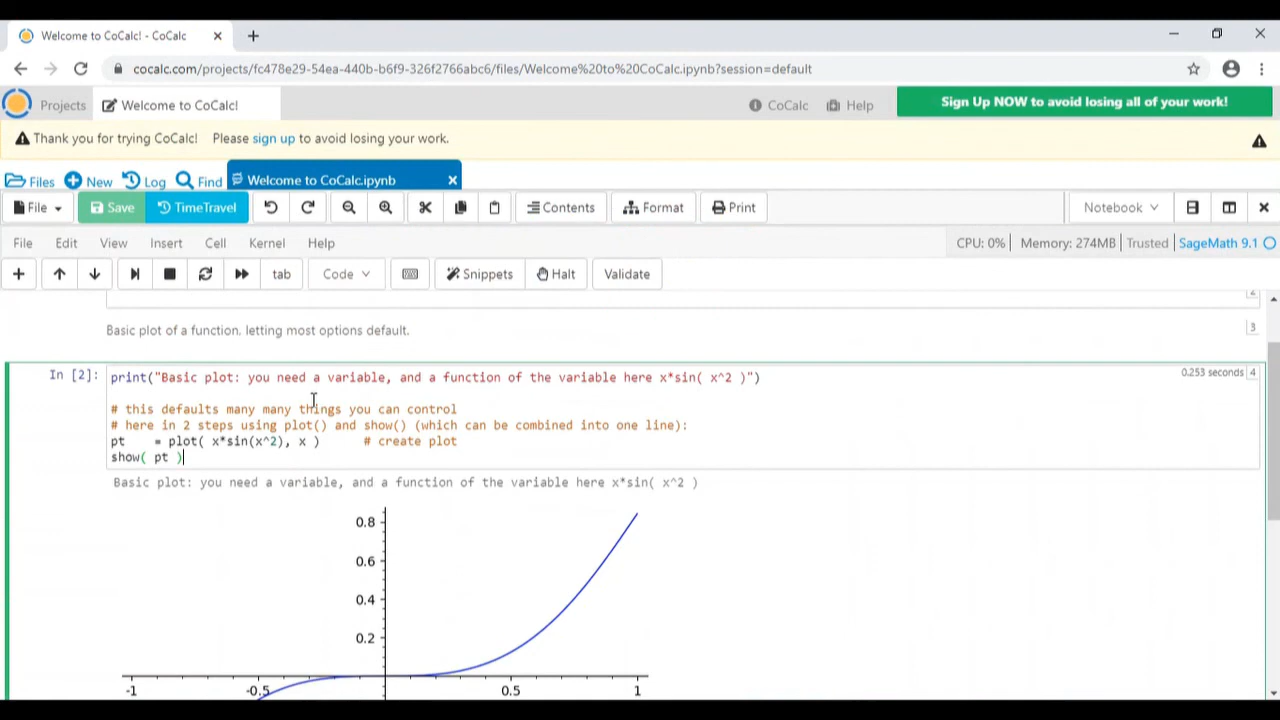 Welcome to CoCalc! - CoCalc
cocalc.com/projects/fc478e29-54ea-440b-b6f9-326f2766abc6/files/Welcome%20to%20CoCalc.ipynb?session=default
Projects Welcome to CoCalc! CoCalc Help Sign Up NOW to avoid losing all of your work!
Thank you for trying CoCalc! Please sign up to avoid losing your work.
Files New Log Find Welcome to CoCalc.ipynb
File Save TimeTravel Contents Format Print Notebook
File Edit View Insert Cell Kernel Help CPU: 0% Memory: 274MB Trusted SageMath 9.1
tab Code Snippets Halt Validate
2
Basic plot of a function. letting most options default. 3
In [2]: print("Basic plot: you need a variable, and a function of the variable here x*sin( x^2 )") 0.253 seconds 4
# this defaults many many things you can control
# here in 2 steps using plot() and show() (which can be combined into one line):
pt = plot( x*sin(x^2), x ) # create plot
show( pt )
Basic plot: you need a variable, and a function of the variable here x*sin( x^2 )
0.8
0.6
0.4
0.2
-1 -0.5 0.5 1